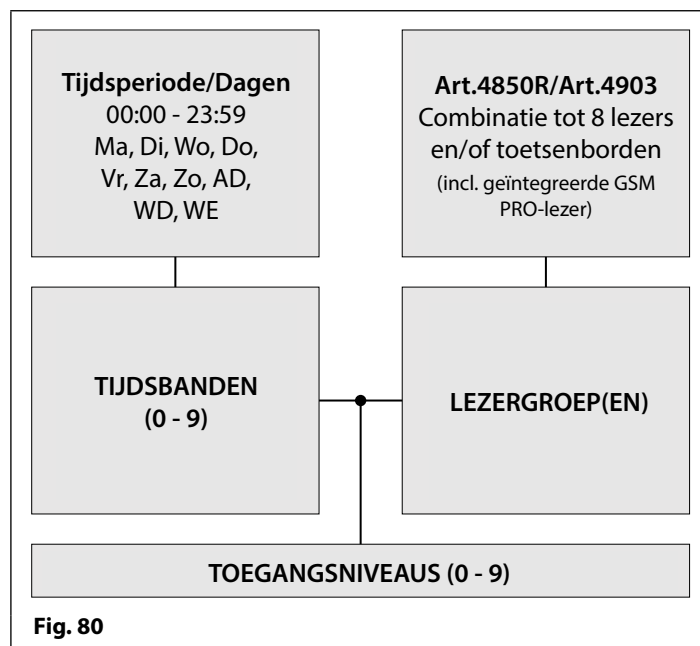 Tijdsperiode/Dagen
00:00 - 23:59
Ma, Di, Wo, Do,
Vr, Za, Zo, AD,
WD, WE
Art.4850R/Art.4903
Combinatie tot 8 lezers
en/of toetsenborden
(incl. geïntegreerde GSM
PRO-lezer)
TIJDSBANDEN
(0 - 9)
LEZERGROEP(EN)
TOEGANGSNIVEAUS (0 - 9)
Fig. 80